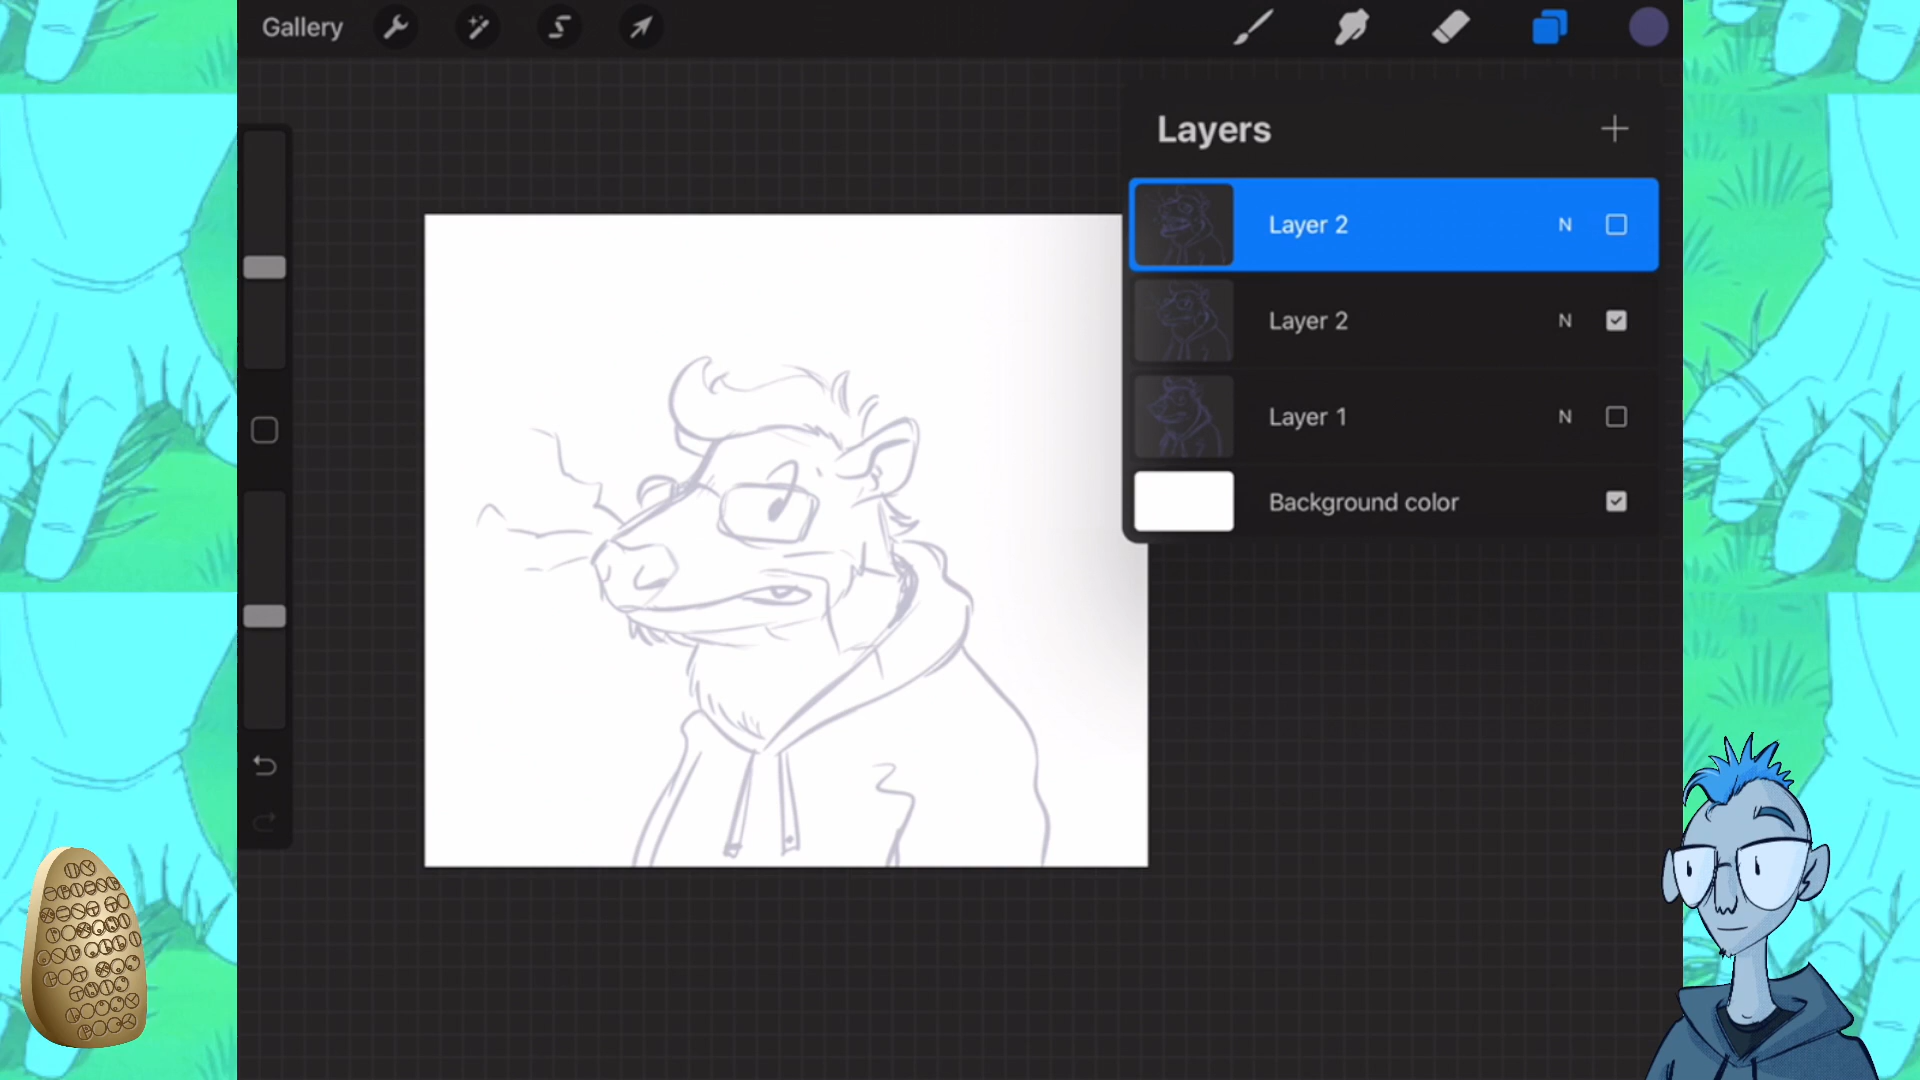 Gallery
Layers
Layer 2 N
Layer 2 N
Layer 1 N
Background color